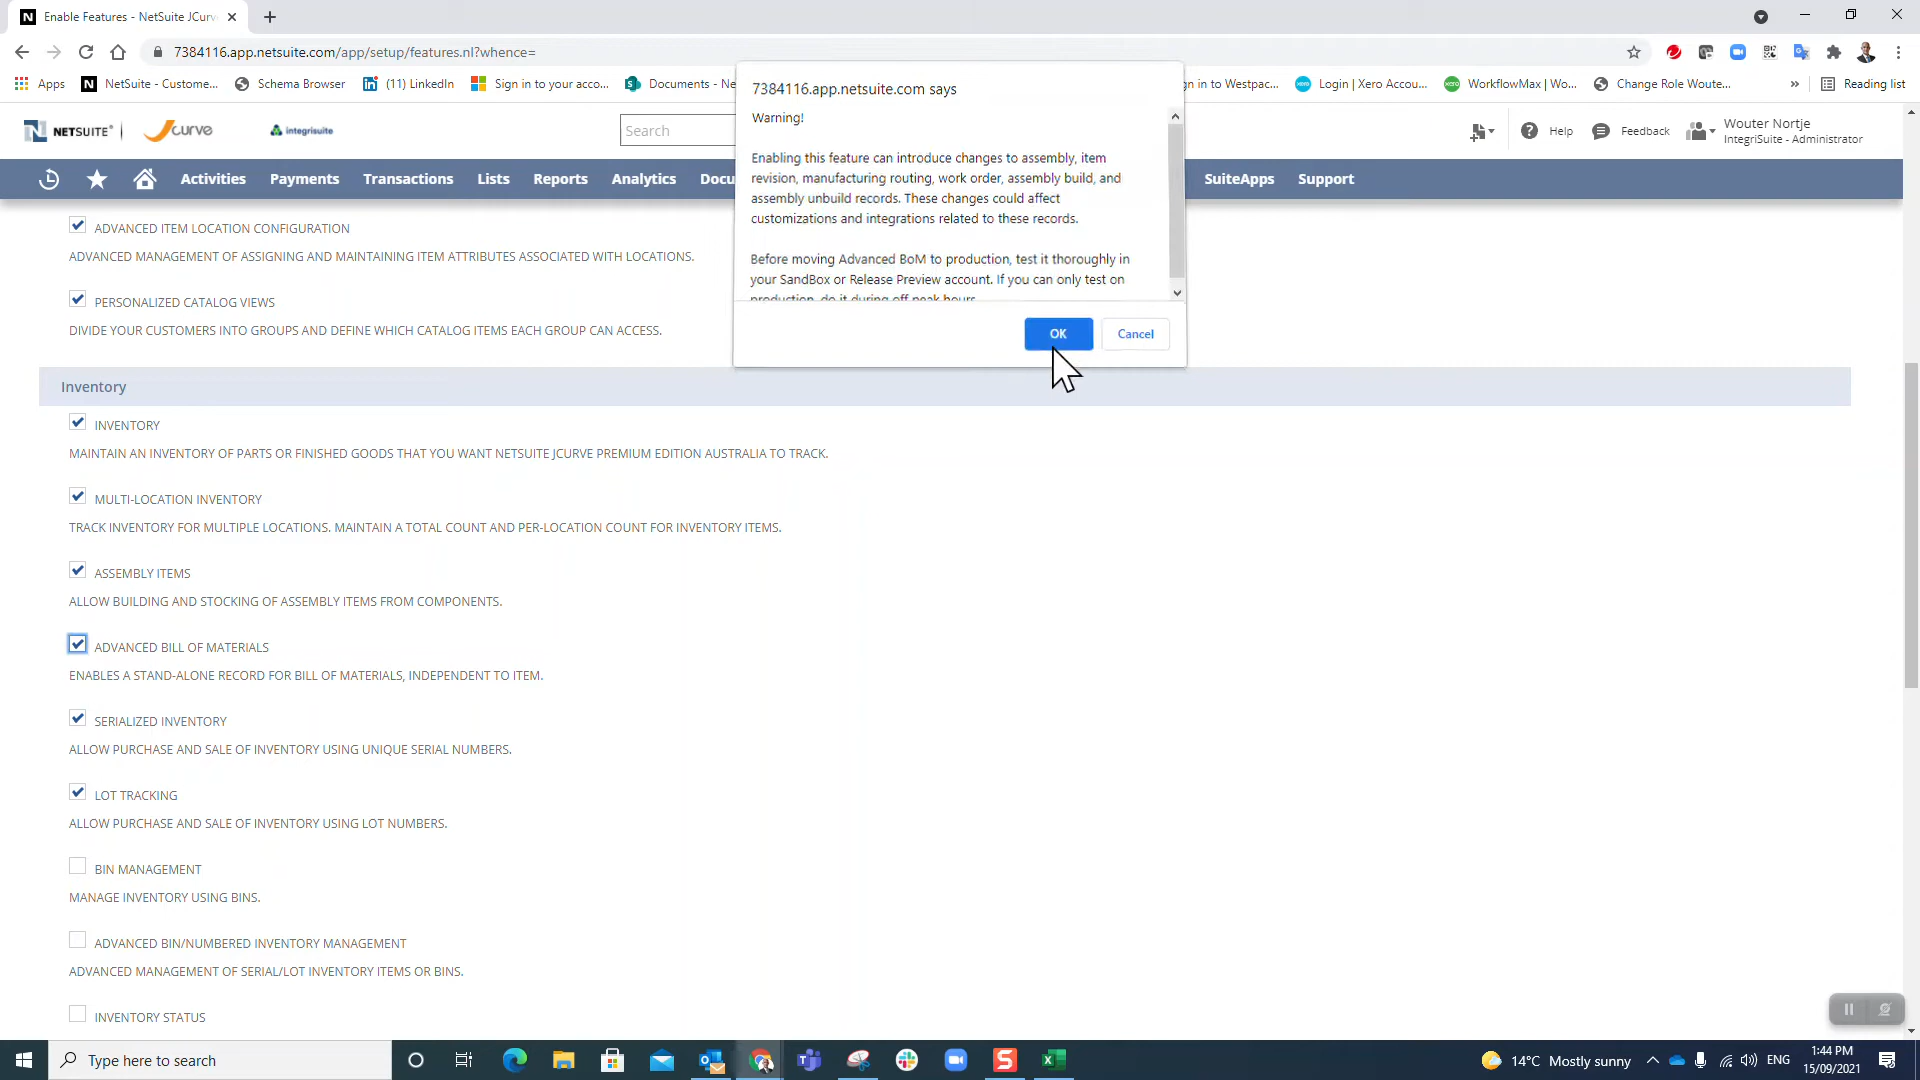 Enable Features - NetSuite JCurv
7384116.app.netsuite.com/app/setup/features.nl?whence=
Apps
NetSuite - Custome...
Schema Browser
(11) LinkedIn
Sign in to your acco...
Documents - Ne
gn in to Westpac...
Login | Xero Accou...
WorkflowMax | Wo...
Change Role Woute...
»
Reading list
7384116.app.netsuite.com says
Warning!
Enabling this feature can introduce changes to assembly, item
revision, manufacturing routing, work order, assembly build, and
assembly unbuild records. These changes could affect
customizations and integrations related to these records.
Before moving Advanced BoM to production, test it thoroughly in
your SandBox or Release Preview account. If you can only test on
production, do it during off peak hours
OK
Cancel
NETSUITE
Jcurve
integrisuite
Search
Help
Feedback
Wouter Nortje
IntegriSuite - Administrator
Activities
Payments
Transactions
Lists
Reports
Analytics
Docu
SuiteApps
Support
ADVANCED ITEM LOCATION CONFIGURATION
ADVANCED MANAGEMENT OF ASSIGNING AND MAINTAINING ITEM ATTRIBUTES ASSOCIATED WITH LOCATIONS.
PERSONALIZED CATALOG VIEWS
DIVIDE YOUR CUSTOMERS INTO GROUPS AND DEFINE WHICH CATALOG ITEMS EACH GROUP CAN ACCESS.
Inventory
INVENTORY
MAINTAIN AN INVENTORY OF PARTS OR FINISHED GOODS THAT YOU WANT NETSUITE JCURVE PREMIUM EDITION AUSTRALIA TO TRACK.
MULTI-LOCATION INVENTORY
TRACK INVENTORY FOR MULTIPLE LOCATIONS. MAINTAIN A TOTAL COUNT AND PER-LOCATION COUNT FOR INVENTORY ITEMS.
ASSEMBLY ITEMS
ALLOW BUILDING AND STOCKING OF ASSEMBLY ITEMS FROM COMPONENTS.
ADVANCED BILL OF MATERIALS
ENABLES A STAND-ALONE RECORD FOR BILL OF MATERIALS, INDEPENDENT TO ITEM.
SERIALIZED INVENTORY
ALLOW PURCHASE AND SALE OF INVENTORY USING UNIQUE SERIAL NUMBERS.
LOT TRACKING
ALLOW PURCHASE AND SALE OF INVENTORY USING LOT NUMBERS.
BIN MANAGEMENT
MANAGE INVENTORY USING BINS.
ADVANCED BIN/NUMBERED INVENTORY MANAGEMENT
ADVANCED MANAGEMENT OF SERIAL/LOT INVENTORY ITEMS OR BINS.
INVENTORY STATUS
Type here to search
14°C Mostly sunny
ENG
1:44 PM
15/09/2021